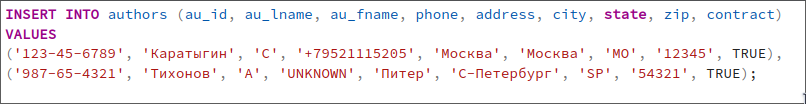 INSERT INTO authors (au_id, au_lname, au_fname, phone, address, city, state, zip, contract)
VALUES
('123-45-6789', 'Каратыгин', 'С', '+79521115205', 'Москва', 'Москва', 'МО', '12345', TRUE),
('987-65-4321', 'Тихонов', 'А', 'UNKNOWN', 'Питер', 'С-Петербург', 'SP', '54321', TRUE);